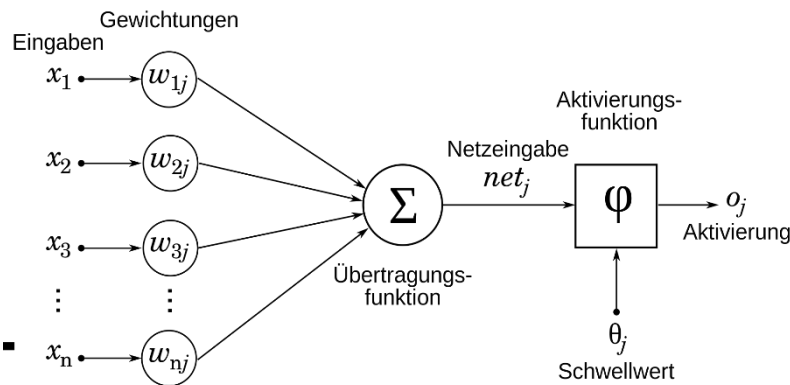 Gewichtungen
Eingaben
x₁
w₁ⱼ
x₂
w₂ⱼ
x₃
w₃ⱼ
⋮
⋮
xₙ
wₙⱼ
Σ
Übertragungs-
funktion
Netzeingabe
netⱼ
Aktivierungs-
funktion
φ
oⱼ
Aktivierung
θⱼ
Schwellwert